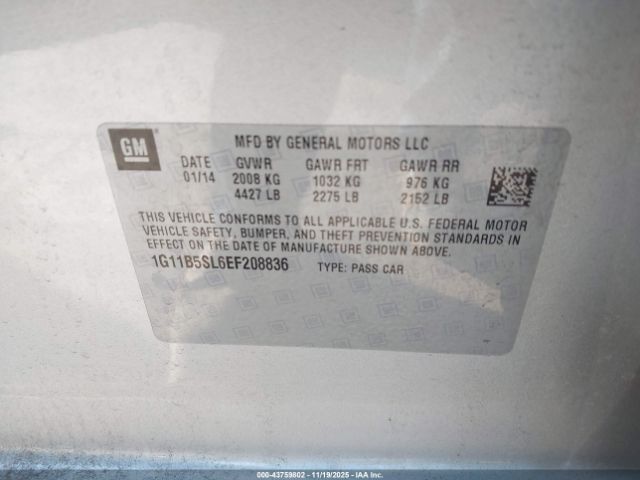 GM
MFD BY GENERAL MOTORS LLC
DATE GVWR GAWR FRT GAWR RR
01/14 2008 KG 1032 KG 976 KG
4427 LB 2275 LB 2152 LB
THIS VEHICLE CONFORMS TO ALL APPLICABLE U.S. FEDERAL MOTOR
VEHICLE SAFETY, BUMPER, AND THEFT PREVENTION STANDARDS IN
EFFECT ON THE DATE OF MANUFACTURE SHOWN ABOVE.
1G11B5SL6EF208836 TYPE: PASS CAR
000-43759802 - 11/19/2025 - IAA Inc.